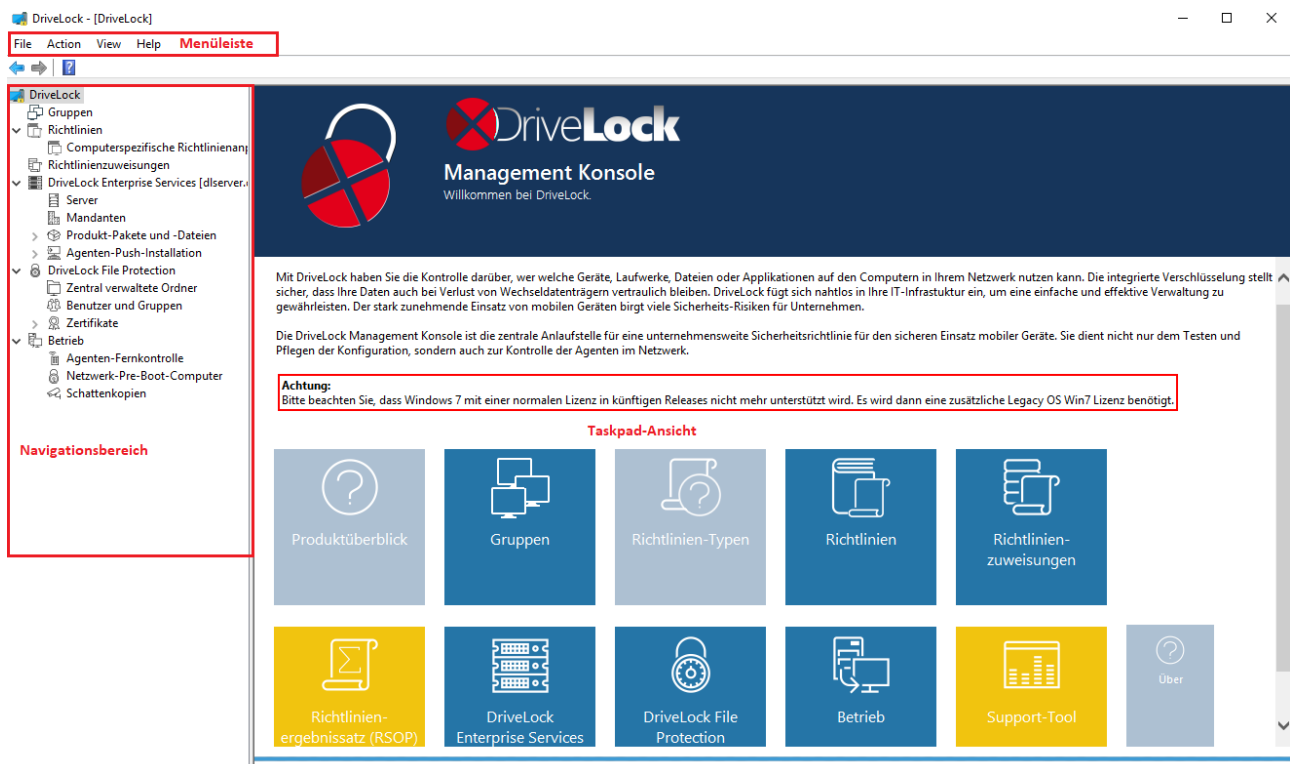 DriveLock - [DriveLock]
File Action View Help Menüleiste
DriveLock
Gruppen
Richtlinien
Computerspezifische Richtlinienan
Richtlinienzuweisungen
DriveLock Enterprise Services [dlserver.
Server
Mandanten
Produkt-Pakete und -Dateien
Agenten-Push-Installation
DriveLock File Protection
Zentral verwaltete Ordner
Benutzer und Gruppen
Zertifikate
Betrieb
Agenten-Fernkontrolle
Netzwerk-Pre-Boot-Computer
Schattenkopien
Navigationsbereich
DriveLock
Management Konsole
Willkommen bei DriveLock.
Mit DriveLock haben Sie die Kontrolle darüber, wer welche Geräte, Laufwerke, Dateien oder Applikationen auf den Computern in Ihrem Netzwerk nutzen kann. Die integrierte Verschlüsselung stellt
sicher, dass Ihre Daten auch bei Verlust von Wechseldatenträgern vertraulich bleiben. DriveLock fügt sich nahtlos in Ihre IT-Infrastuktur ein, um eine einfache und effektive Verwaltung zu
gewährleisten. Der stark zunehmende Einsatz von mobilen Geräten birgt viele Sicherheits-Risiken für Unternehmen.
Die DriveLock Management Konsole ist die zentrale Anlaufstelle für eine unternehmensweite Sicherheitsrichtlinie für den sicheren Einsatz mobiler Geräte. Sie dient nicht nur dem Testen und
Pflegen der Konfiguration, sondern auch zur Kontrolle der Agenten im Netzwerk.
Achtung:
Bitte beachten Sie, dass Windows 7 mit einer normalen Lizenz in künftigen Releases nicht mehr unterstützt wird. Es wird dann eine zusätzliche Legacy OS Win7 Lizenz benötigt.
Taskpad-Ansicht
Produktüberblick
Gruppen
Richtlinien-Typen
Richtlinien
Richtlinien-
zuweisungen
Richtlinien-
ergebnissatz (RSOP)
DriveLock
Enterprise Services
DriveLock File
Protection
Betrieb
Support-Tool
Über